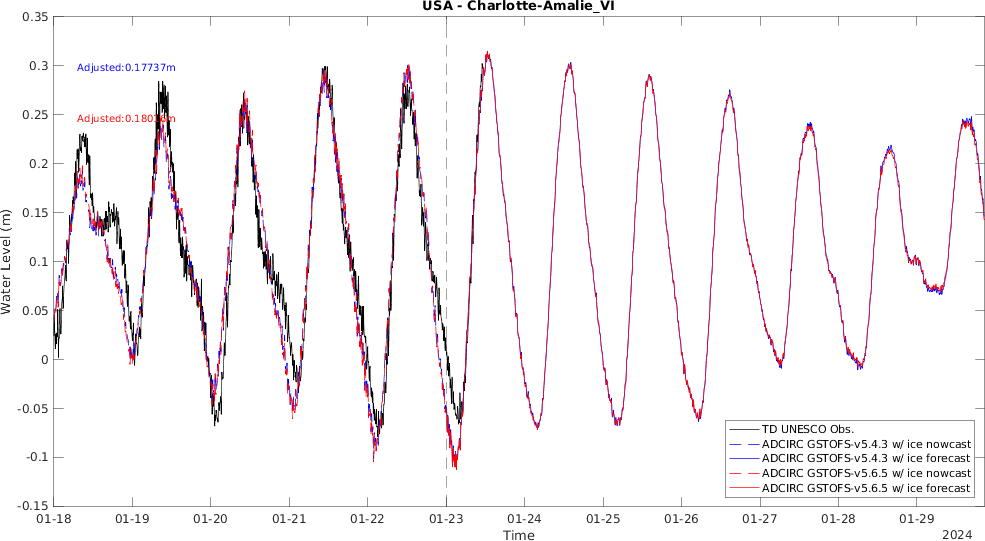 USA - Charlotte-Amalie_VI
0.35
0.3
0.25
0.2
0.15
0.1
0.05
0
-0.05
-0.1
-0.15
Water Level (m)
Adjusted:0.17737m
TD UNESCO Obs.
ADCIRC GSTOFS-v5.4.3 w/ ice nowcast
ADCIRC GSTOFS-v5.4.3 w/ ice forecast
ADCIRC GSTOFS-v5.6.5 w/ ice nowcast
ADCIRC GSTOFS-v5.6.5 w/ ice forecast
01-18 01-19 01-20 01-21 01-22 01-23 01-24 01-25 01-26 01-27 01-28 01-29
Time
2024